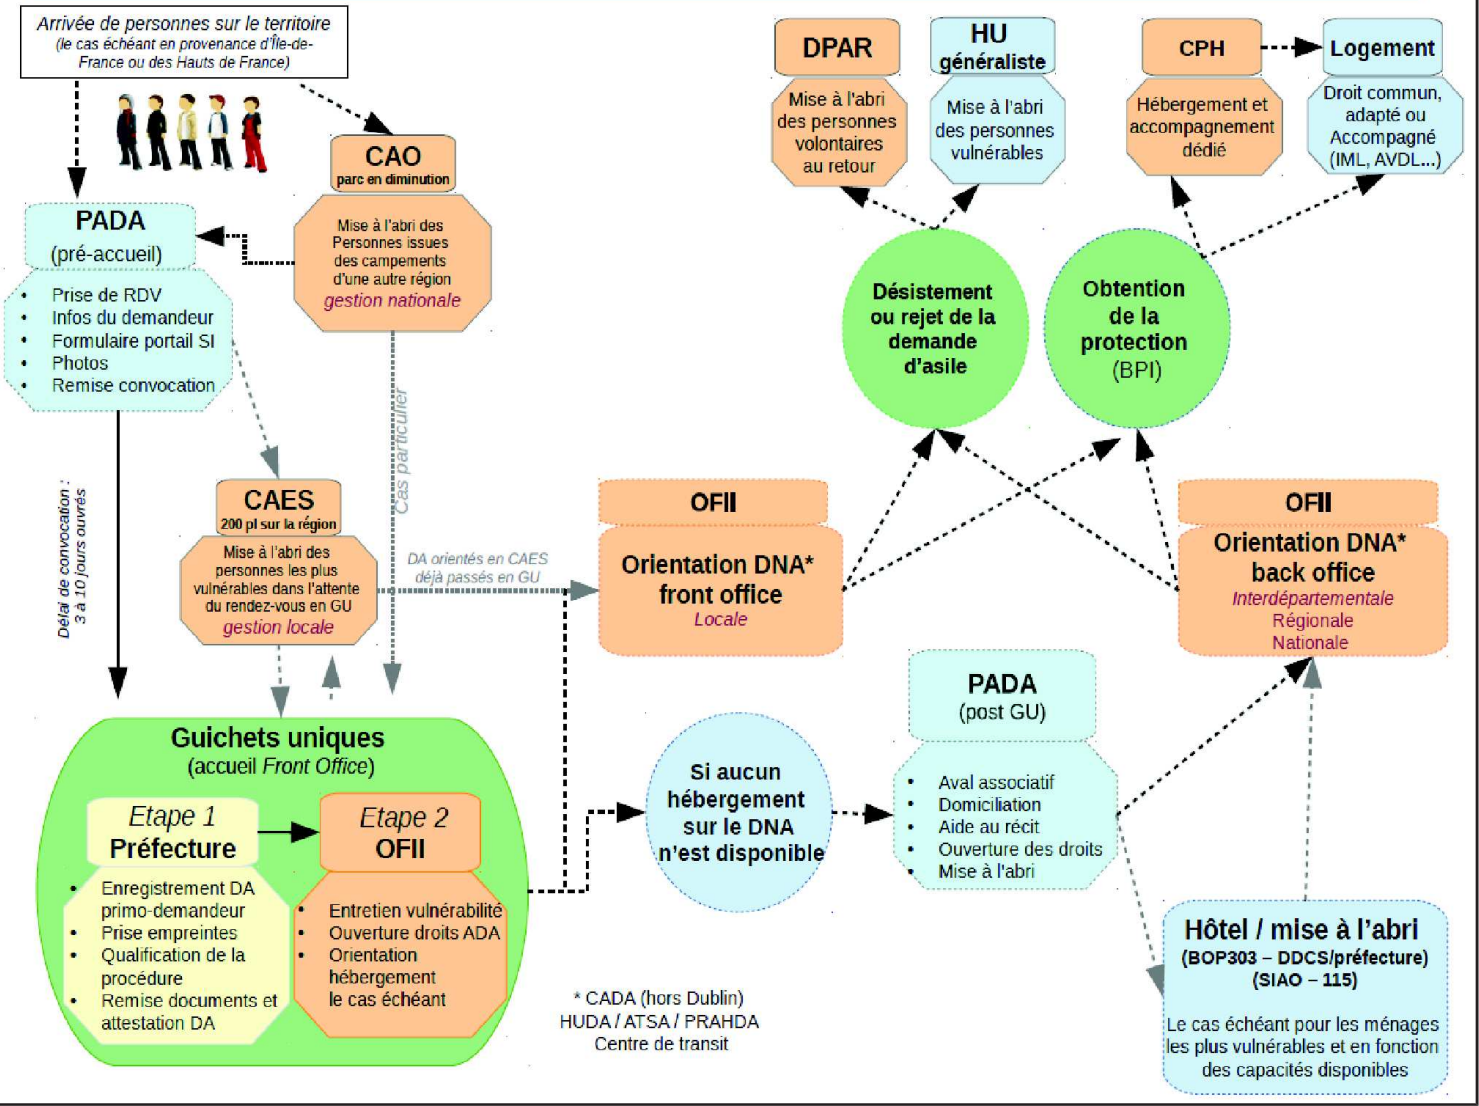 Arrivée de personnes sur le territoire
(le cas échéant en provenance d'Île-de-
France ou des Hauts de France)
CAO
parc en diminution
Mise à l'abri des
Personnes issues
des campements
d'une autre région
gestion nationale
PADA
(pré-accueil)
• Prise de RDV
• Infos du demandeur
• Formulaire portail SI
• Photos
• Remise convocation
Délai de convocation :
3 à 10 jours ouvrés
Cas particulier
CAES
200 pl sur la région
Mise à l'abri des
personnes les plus
vulnérables dans l'attente
du rendez-vous en GU
gestion locale
DA orientés en CAES
déjà passés en GU
Guichets uniques
(accueil Front Office)
Etape 1
Préfecture
• Enregistrement DA
primo-demandeur
• Prise empreintes
• Qualification de la
procédure
• Remise documents et
attestation DA
Etape 2
OFII
• Entretien vulnérabilité
• Ouverture droits ADA
• Orientation
hébergement
le cas échéant
DPAR
Mise à l'abri
des personnes
volontaires
au retour
HU
généraliste
Mise à l'abri
des personnes
vulnérables
CPH
Hébergement et
accompagnement
dédié
Logement
Droit commun,
adapté ou
Accompagné
(IML, AVDL...)
Désistement
ou rejet de la
demande
d'asile
Obtention
de la
protection
(BPI)
OFII
Orientation DNA*
front office
Locale
OFII
Orientation DNA*
back office
Interdépartementale
Régionale
Nationale
Si aucun
hébergement
sur le DNA
n'est disponible
PADA
(post GU)
• Aval associatif
• Domiciliation
• Aide au récit
• Ouverture des droits
• Mise à l'abri
Hôtel / mise à l'abri
(BOP303 – DDCS/préfecture)
(SIAO – 115)
Le cas échéant pour les ménages
les plus vulnérables et en fonction
des capacités disponibles
* CADA (hors Dublin)
HUDA / ATSA / PRAHDA
Centre de transit